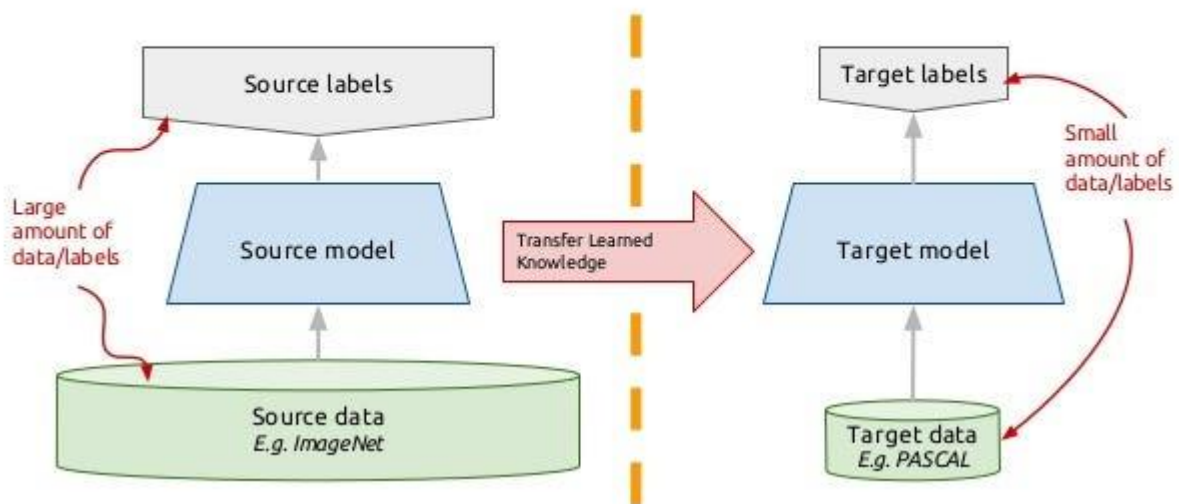 Source labels
Large
amount of
data/labels
Source model
Source data
E.g. ImageNet
Transfer Learned
Knowledge
Target labels
Small
amount of
data/labels
Target model
Target data
E.g. PASCAL